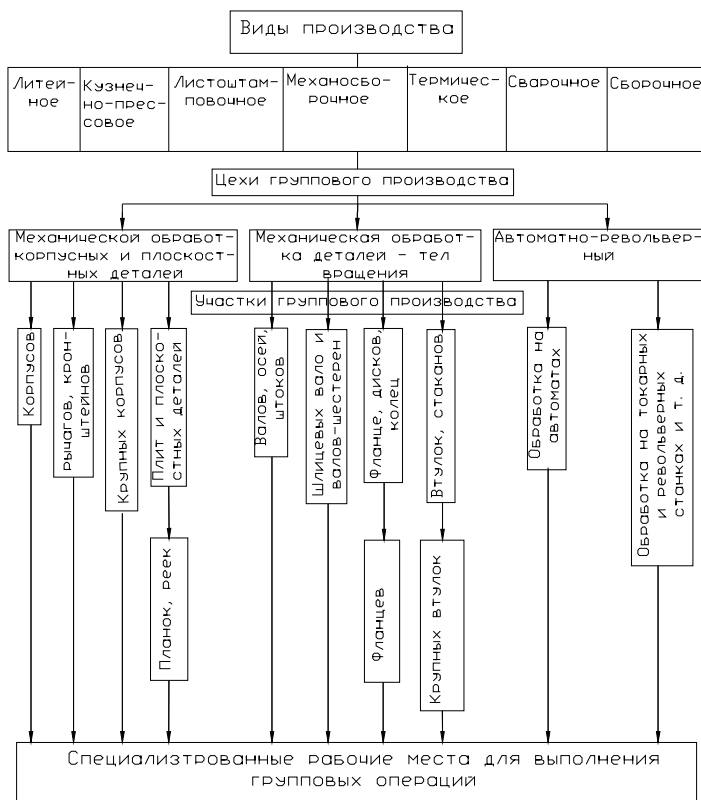 Виды производства
Литей-
ное
Кузнеч-
но-прес-
совое
Листоштам-
повочное
Механосбо-
рочное
Термичес-
кое
Сварочное
Сборочное
Цехи группового производства
Механической обработ-
корпусных и плоскост-
ных деталей
Механическая обработ-
ка деталей - тел
вращения
Автоматно-револьвер-
ный
Участки группового производства
Корпусов
рычагов, крон-
штейнов
Крупных корпусов
Плит и плоско-
стных деталей
Валов, осей,
штоков
Шлицевых вало и
валов-шестерен
Фланце, дисков,
колец
Втулок, стаканов
Обработка на
автоматах
Обработка на токарных
и револьверных
станках и т. д.
Планок, реек
Фланцев
Крупных втулок
Специализтрованные рабочие места для выполнения
групповых операций